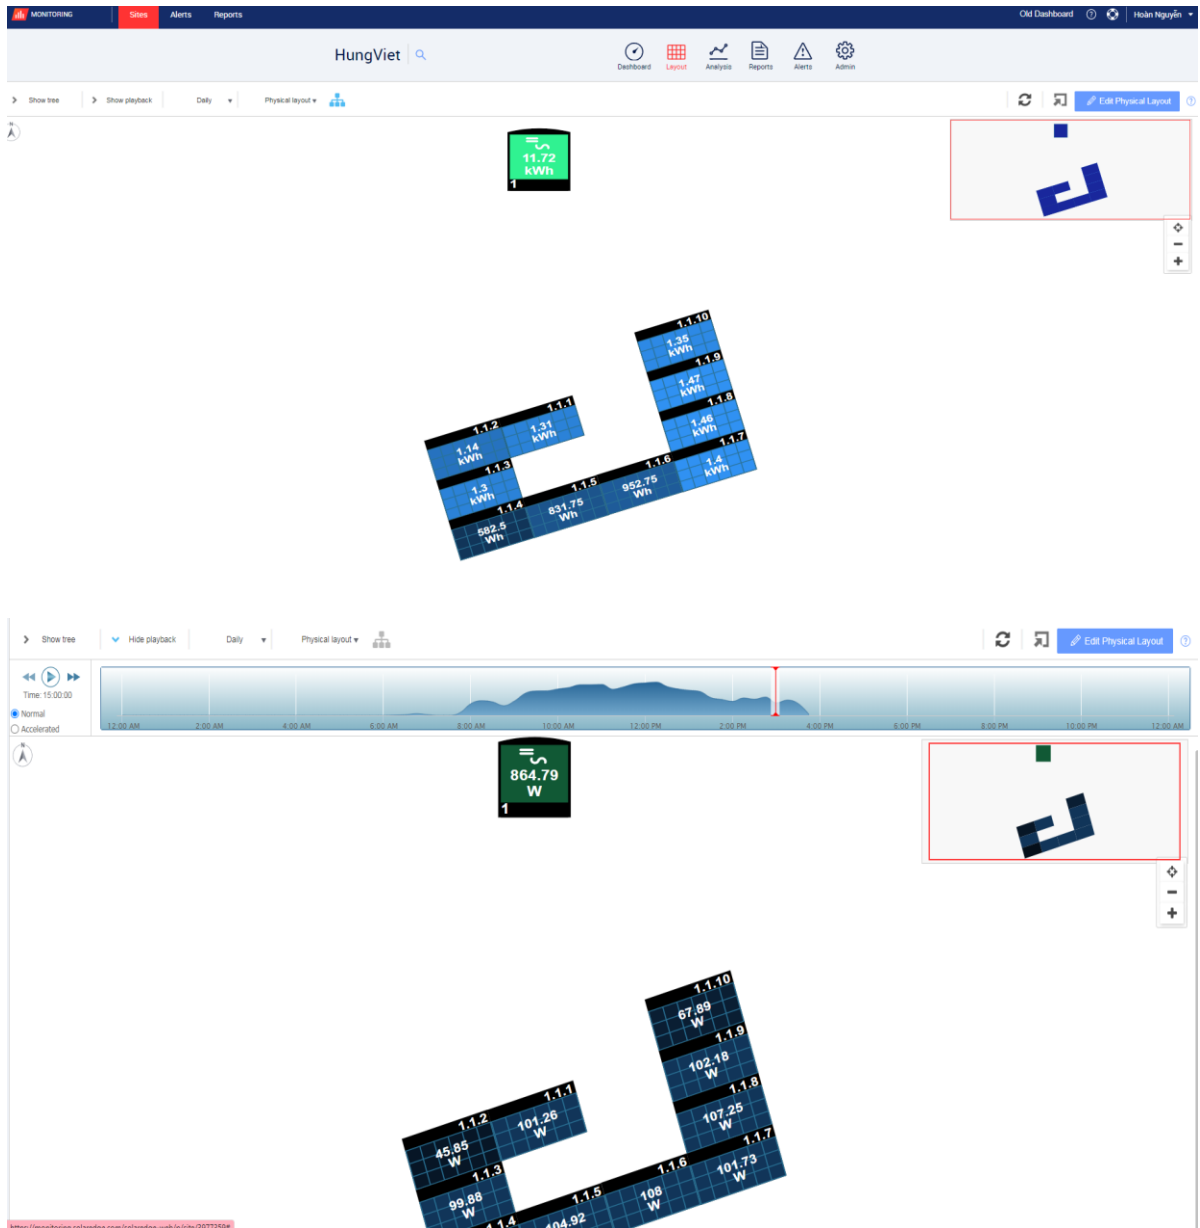 MONITORING Sites Alerts Reports Old Dashboard Hoàn Nguyễn
HungViet
Dashboard Layout Analysis Reports Alerts Admin
Show tree Show playback Daily Physical layout Edit Physical Layout
N
11.72
kWh
1
1.1.10
1.35
kWh
1.1.9
1.47
kWh
1.1.8
1.46
kWh
1.1.7
1.4
kWh
1.1.1
1.31
kWh
1.1.2
1.14
kWh
1.1.3
1.3
kWh
1.1.4
582.5
Wh
1.1.5
831.75
Wh
1.1.6
952.75
Wh
Show tree Hide playback Daily Physical layout Edit Physical Layout
Time: 15:00:00
Normal
Accelerated
12:00 AM 2:00 AM 4:00 AM 6:00 AM 8:00 AM 10:00 AM 12:00 PM 2:00 PM 4:00 PM 6:00 PM 8:00 PM 10:00 PM 12:00 AM
N
864.79
W
1
1.1.10
67.89
W
1.1.9
102.18
W
1.1.8
107.25
W
1.1.7
101.73
W
1.1.1
101.26
W
1.1.2
45.85
W
1.1.3
99.88
W
1.1.4
1.1.5
104.92
W
1.1.6
108
W